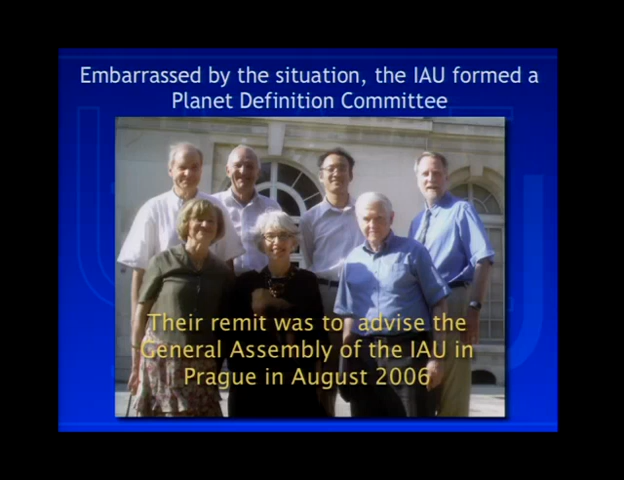 Embarrassed by the situation, the IAU formed a
Planet Definition Committee
Their remit was to  advise the
General Assembly of the IAU in
Prague in August 2006